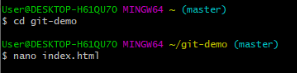 User@DESKTOP-H61QU7O MINGW64 ~ (master)
$ cd git-demo
User@DESKTOP-H61QU7O MINGW64 ~/git-demo (master)
$ nano index.html